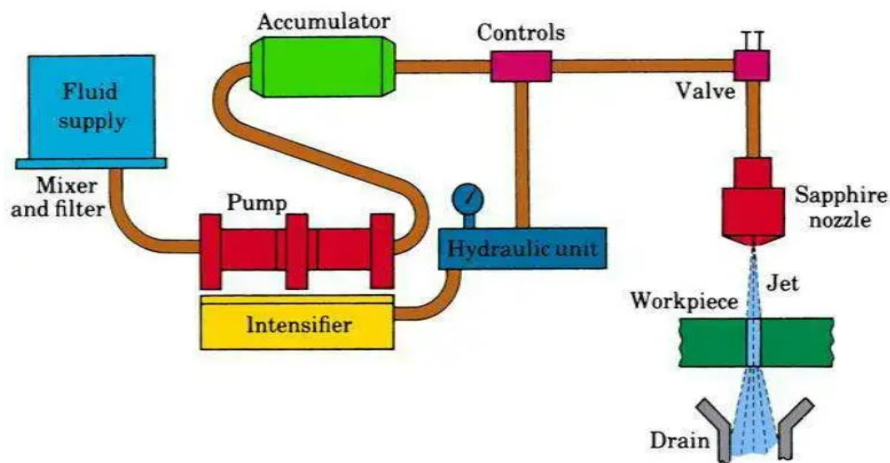 Accumulator
Controls
Fluid
supply
Valve
Mixer
and filter
Pump
Sapphire
nozzle
Hydraulic unit
Jet
Workpiece
Intensifier
Drain